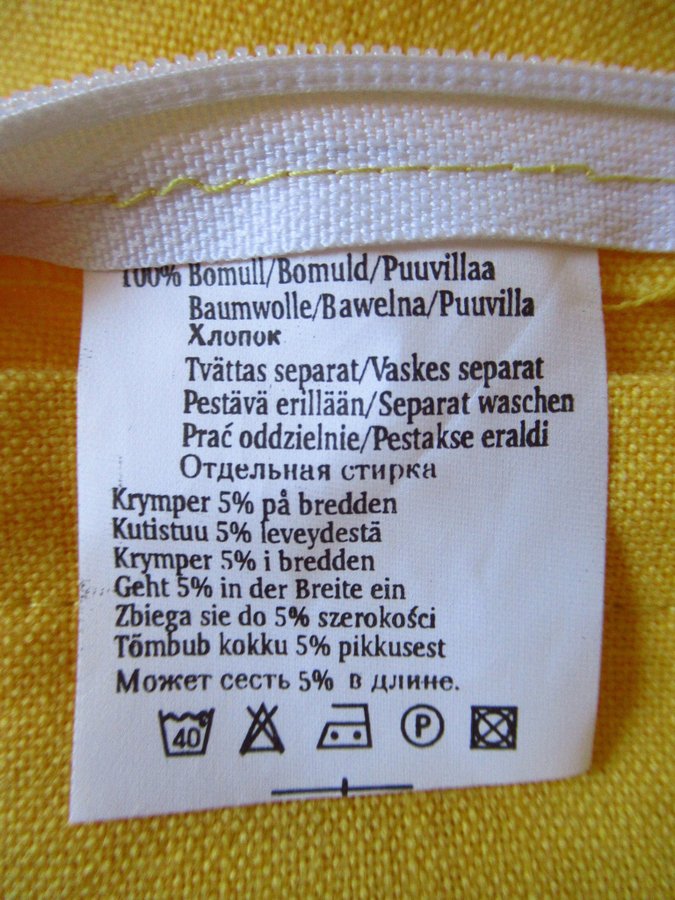 100% Bomull/Bomuld/Puuvillaa
Baumwolle/Bawelna/Puuvilla
Хлопок
Tvättas separat/Vaskes separat
Pestävä erillään/Separat waschen
Prać oddzielnie/Pestakse eraldi
Отдельная стирка
Krymper 5% på bredden
Kutistuu 5% leveydestä
Krymper 5% i bredden
Geht 5% in der Breite ein
Zbiega sie do 5% szerokości
Tõmbub kokku 5% pikkusest
Может сесть 5% в длине.
40 P